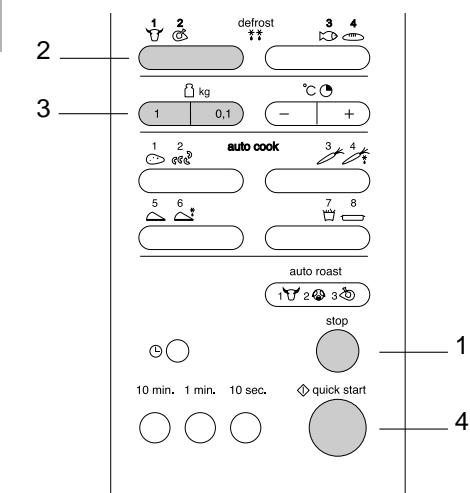 1 2 defrost 3 4
2
kg °C
3
1 0,1 − +
1 2 auto cook 3 4
5 6 7 8
auto roast
1 2 3
stop
1
10 min. 1 min. 10 sec. quick start
4